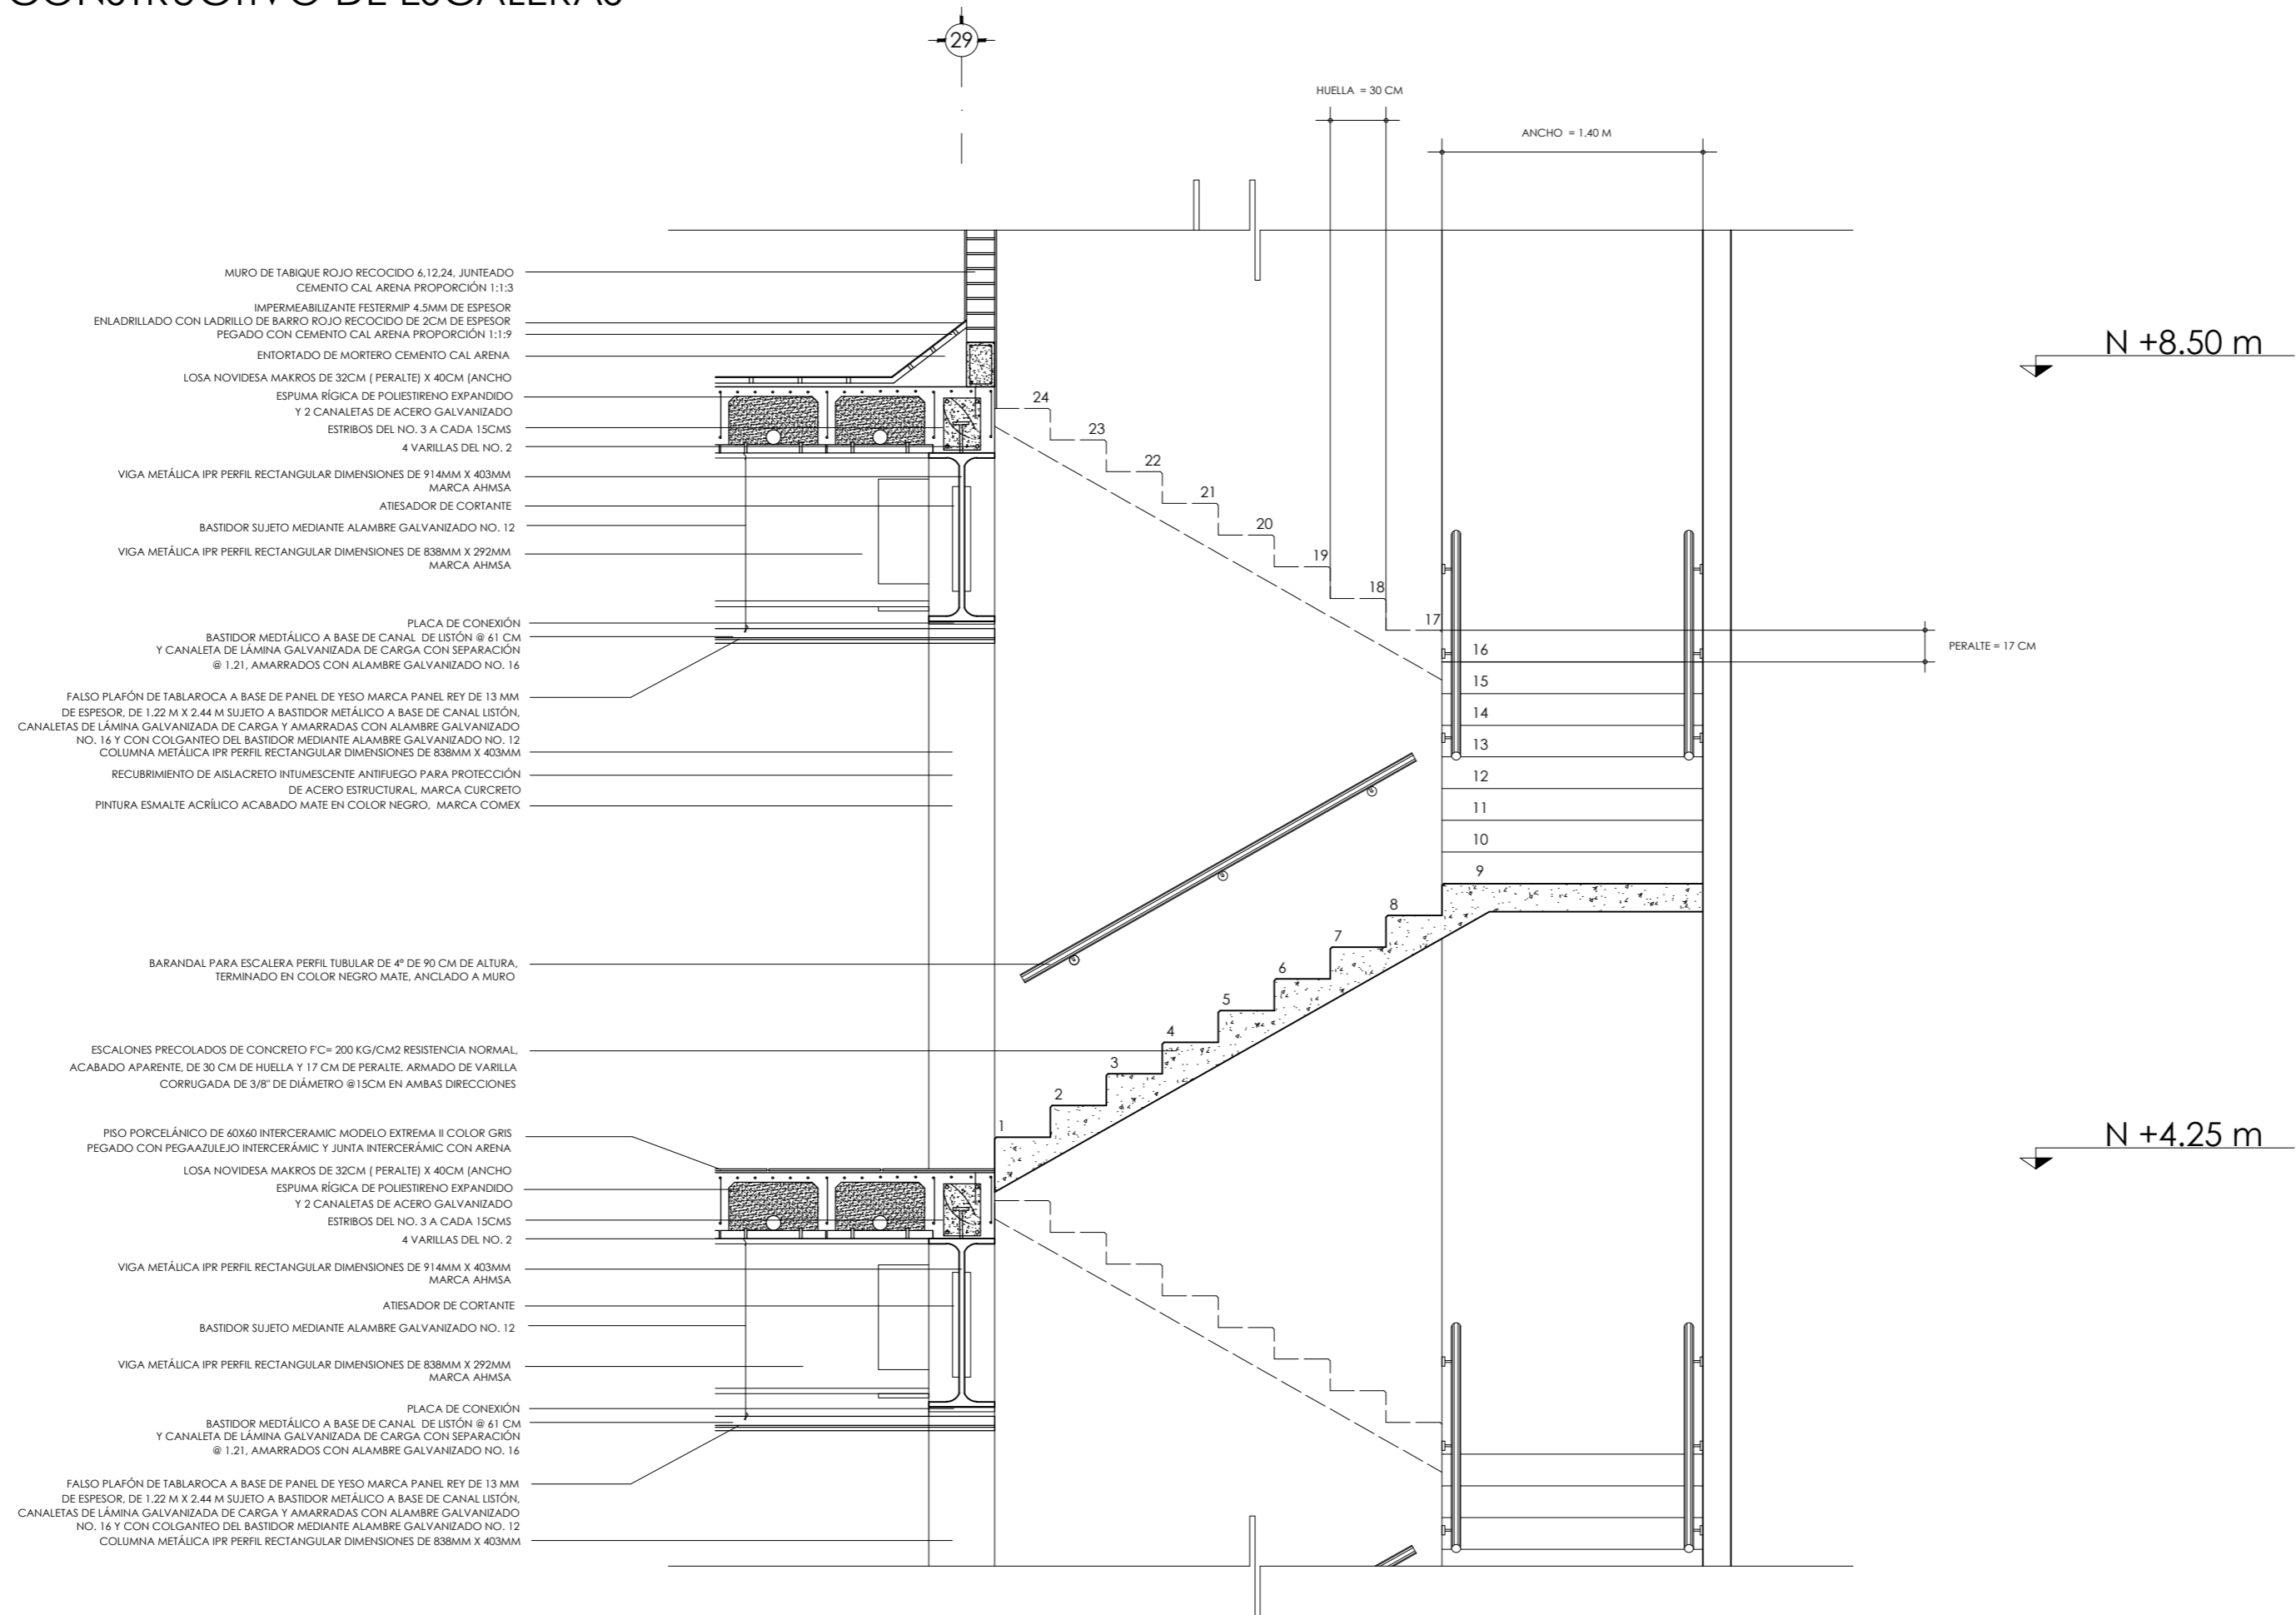 CONSTRUCTIVO DE ESCALERAS
29
HUELLA = 30 CM
ANCHO = 1.40 M
MURO DE TABIQUE ROJO RECOCIDO 6,12,24, JUNTEADO
CEMENTO CAL ARENA PROPORCIÓN 1:1:3
IMPERMEABILIZANTE FESTERMIP 4.5MM DE ESPESOR
ENLADRILLADO CON LADRILLO DE BARRO ROJO RECOCIDO DE 2CM DE ESPESOR
PEGADO CON CEMENTO CAL ARENA PROPORCIÓN 1:1:9
ENTORTADO DE MORTERO CEMENTO CAL ARENA
LOSA NOVIDESA MAKROS DE 32CM ( PERALTE) X 40CM (ANCHO
ESPUMA RÍGICA DE POLIESTIRENO EXPANDIDO
Y 2 CANALETAS DE ACERO GALVANIZADO
ESTRIBOS DEL NO. 3 A CADA 15CMS
4 VARILLAS DEL NO. 2
VIGA METÁLICA IPR PERFIL RECTANGULAR DIMENSIONES DE 914MM X 403MM
MARCA AHMSA
ATIESADOR DE CORTANTE
BASTIDOR SUJETO MEDIANTE ALAMBRE GALVANIZADO NO. 12
VIGA METÁLICA IPR PERFIL RECTANGULAR DIMENSIONES DE 838MM X 292MM
MARCA AHMSA
PLACA DE CONEXIÓN
BASTIDOR MEDTÁLICO A BASE DE CANAL DE LISTÓN @ 61 CM
Y CANALETA DE LÁMINA GALVANIZADA DE CARGA CON SEPARACIÓN
@ 1.21, AMARRADOS CON ALAMBRE GALVANIZADO NO. 16
FALSO PLAFÓN DE TABLAROCA A BASE DE PANEL DE YESO MARCA PANEL REY DE 13 MM
DE ESPESOR, DE 1.22 M X 2.44 M SUJETO A BASTIDOR METÁLICO A BASE DE CANAL LISTÓN,
CANALETAS DE LÁMINA GALVANIZADA DE CARGA Y AMARRADAS CON ALAMBRE GALVANIZADO
NO. 16 Y CON COLGANTEO DEL BASTIDOR MEDIANTE ALAMBRE GALVANIZADO NO. 12
COLUMNA METÁLICA IPR PERFIL RECTANGULAR DIMENSIONES DE 838MM X 403MM
RECUBRIMIENTO DE AISLACRETO INTUMESCENTE ANTIFUEGO PARA PROTECCIÓN
DE ACERO ESTRUCTURAL, MARCA CURCRETO
PINTURA ESMALTE ACRÍLICO ACABADO MATE EN COLOR NEGRO, MARCA COMEX
BARANDAL PARA ESCALERA PERFIL TUBULAR DE 4º DE 90 CM DE ALTURA,
TERMINADO EN COLOR NEGRO MATE, ANCLADO A MURO
ESCALONES PRECOLADOS DE CONCRETO F'C= 200 KG/CM2 RESISTENCIA NORMAL,
ACABADO APARENTE, DE 30 CM DE HUELLA Y 17 CM DE PERALTE. ARMADO DE VARILLA
CORRUGADA DE 3/8" DE DIÁMETRO @15CM EN AMBAS DIRECCIONES
PISO PORCELÁNICO DE 60X60 INTERCERAMIC MODELO EXTREMA II COLOR GRIS
PEGADO CON PEGAAZULEJO INTERCERÁMIC Y JUNTA INTERCERÁMIC CON ARENA
LOSA NOVIDESA MAKROS DE 32CM ( PERALTE) X 40CM (ANCHO
ESPUMA RÍGICA DE POLIESTIRENO EXPANDIDO
Y 2 CANALETAS DE ACERO GALVANIZADO
ESTRIBOS DEL NO. 3 A CADA 15CMS
4 VARILLAS DEL NO. 2
VIGA METÁLICA IPR PERFIL RECTANGULAR DIMENSIONES DE 914MM X 403MM
MARCA AHMSA
ATIESADOR DE CORTANTE
BASTIDOR SUJETO MEDIANTE ALAMBRE GALVANIZADO NO. 12
VIGA METÁLICA IPR PERFIL RECTANGULAR DIMENSIONES DE 838MM X 292MM
MARCA AHMSA
PLACA DE CONEXIÓN
BASTIDOR MEDTÁLICO A BASE DE CANAL DE LISTÓN @ 61 CM
Y CANALETA DE LÁMINA GALVANIZADA DE CARGA CON SEPARACIÓN
@ 1.21, AMARRADOS CON ALAMBRE GALVANIZADO NO. 16
FALSO PLAFÓN DE TABLAROCA A BASE DE PANEL DE YESO MARCA PANEL REY DE 13 MM
DE ESPESOR, DE 1.22 M X 2.44 M SUJETO A BASTIDOR METÁLICO A BASE DE CANAL LISTÓN,
CANALETAS DE LÁMINA GALVANIZADA DE CARGA Y AMARRADAS CON ALAMBRE GALVANIZADO
NO. 16 Y CON COLGANTEO DEL BASTIDOR MEDIANTE ALAMBRE GALVANIZADO NO. 12
COLUMNA METÁLICA IPR PERFIL RECTANGULAR DIMENSIONES DE 838MM X 403MM
24
23
22
21
20
19
18
17
16
15
14
13
12
11
10
9
8
7
6
5
4
3
2
1
PERALTE = 17 CM
N +8.50 m
N +4.25 m